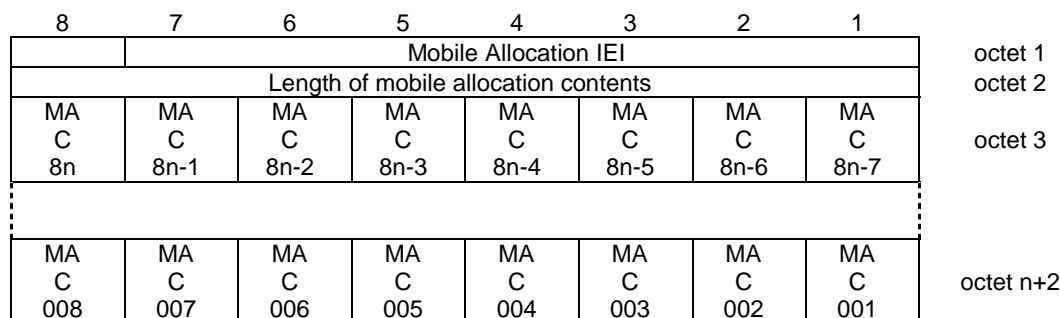 8 7 6 5 4 3 2 1
Mobile Allocation IEI octet 1
Length of mobile allocation contents octet 2
MA MA MA MA MA MA MA MA
C C C C C C C C octet 3
8n 8n-1 8n-2 8n-3 8n-4 8n-5 8n-6 8n-7
MA MA MA MA MA MA MA MA
C C C C C C C C octet n+2
008 007 006 005 004 003 002 001